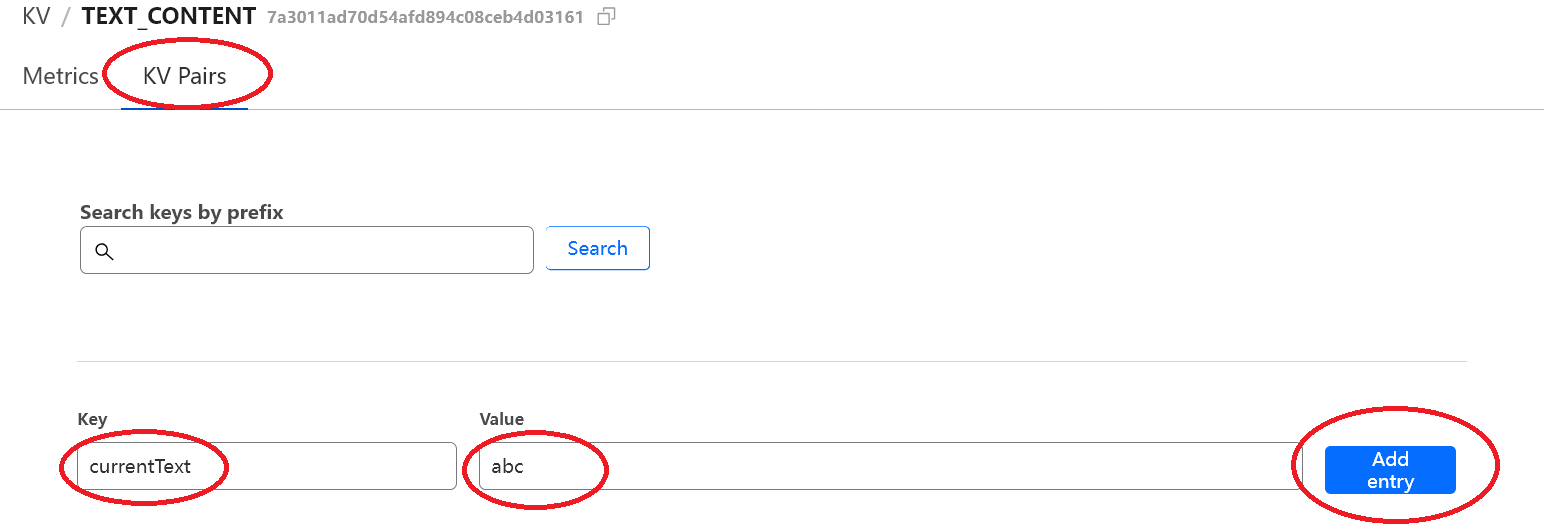 KV / TEXT_CONTENT 7a3011ad70d54afd894c08ceb4d03161
Metrics KV Pairs
Search keys by prefix
Search
Key Value
currentText abc Add
entry